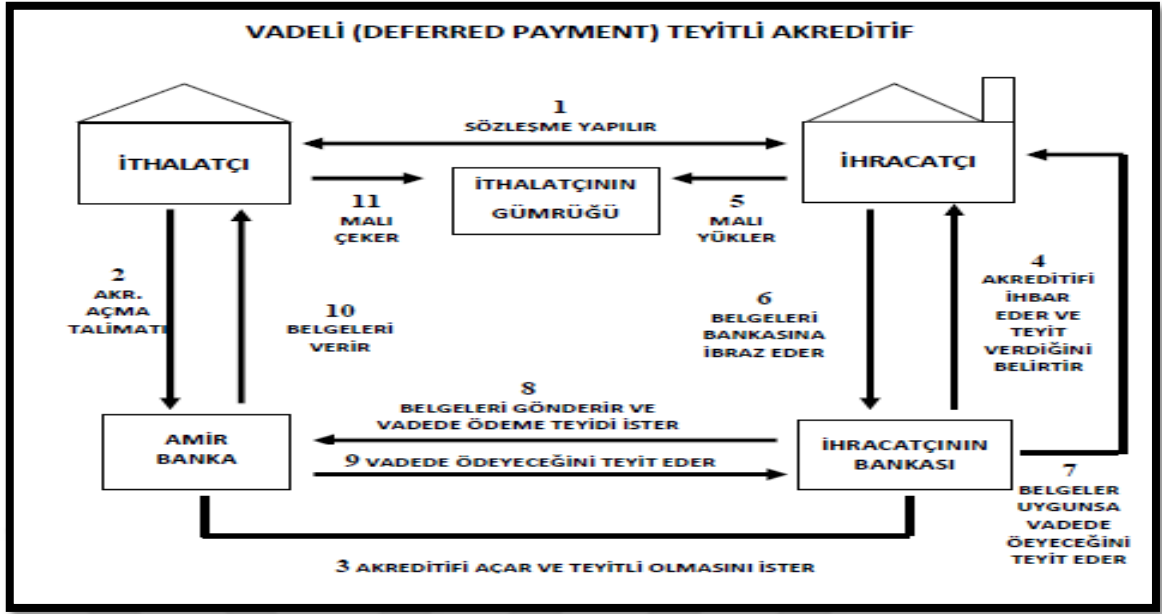 VADELİ (DEFERRED PAYMENT) TEYİTLİ AKREDİTİF
1
SÖZLEŞME YAPILIR
İTHALATÇI
İHRACATÇI
İTHALATÇININ
GÜMRÜĞÜ
11
MALI
ÇEKER
5
MALI
YÜKLER
2
AKR.
AÇMA
TALİMATI
10
BELGELERİ
VERİR
6
BELGELERİ
BANKASINA
İBRAZ EDER
4
AKREDİTİFİ
İHBAR
EDER VE
TEYİT
VERDİĞİNİ
BELİRTİR
8
BELGELERİ GÖNDERİR VE
VADEDE ÖDEME TEYİDİ İSTER
AMİR
BANKA
9 VADEDE ÖDEYECEĞİNİ TEYİT EDER
İHRACATÇININ
BANKASI
7
BELGELER
UYGUNSA
VADEDE
ÖEYECEĞİNİ
TEYİT EDER
3 AKREDİTİFİ AÇAR VE TEYİTLİ OLMASINI İSTER